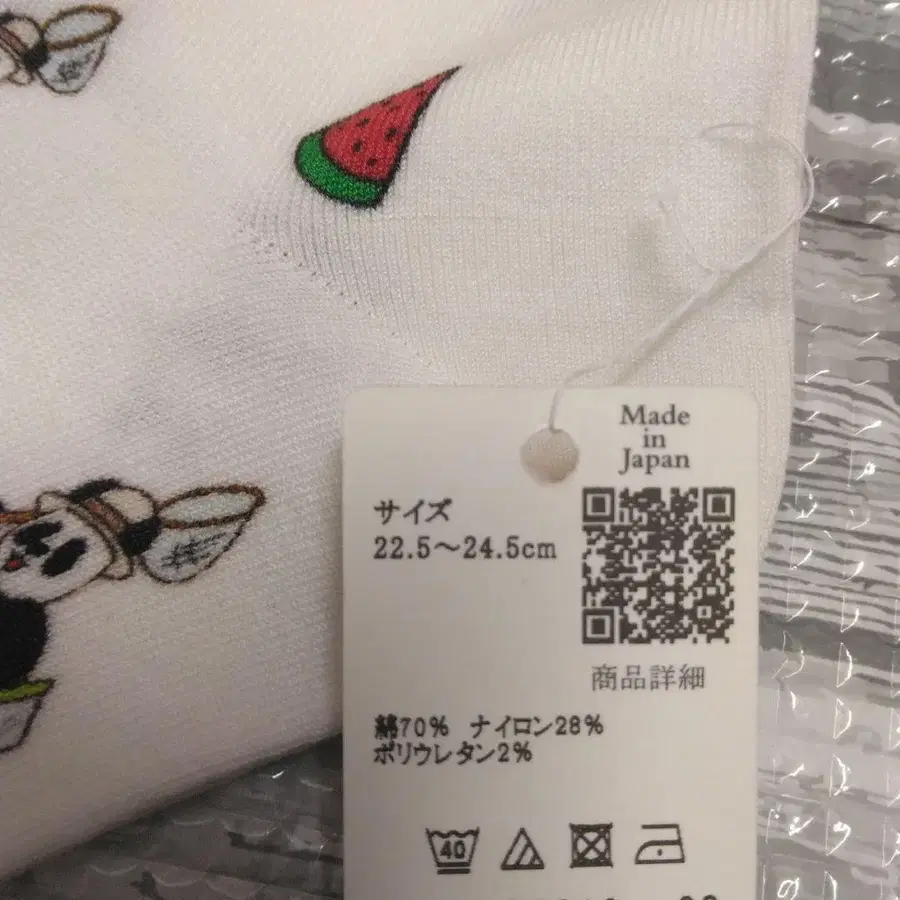 Made
in
Japan
サイズ
22.5〜24.5cm
商品詳細
綿70% ナイロン28%
ポリウレタン2%
40